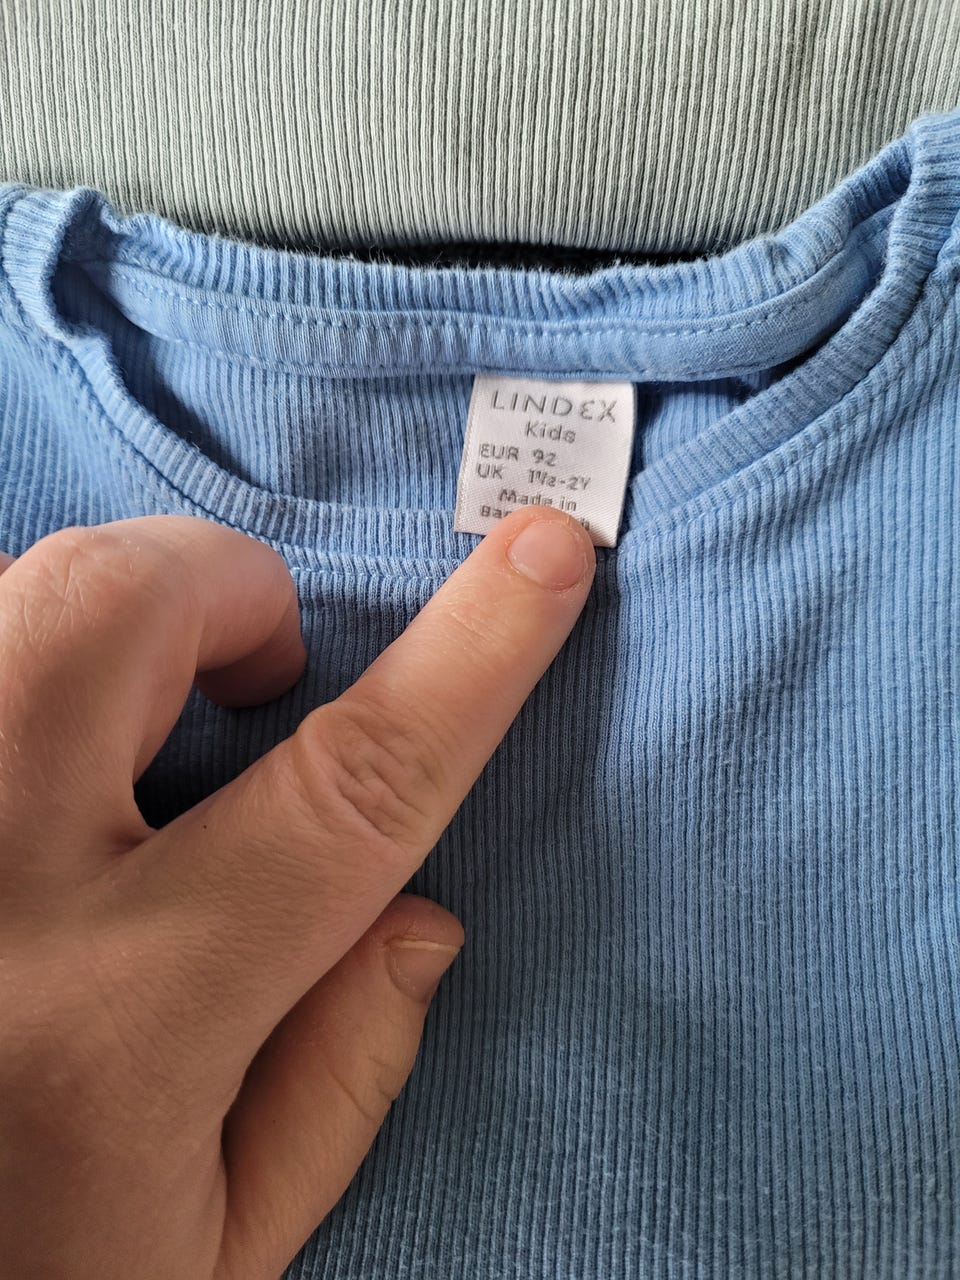 LINDEX
Kids
EUR 92
UK 1½-2Y
Made in